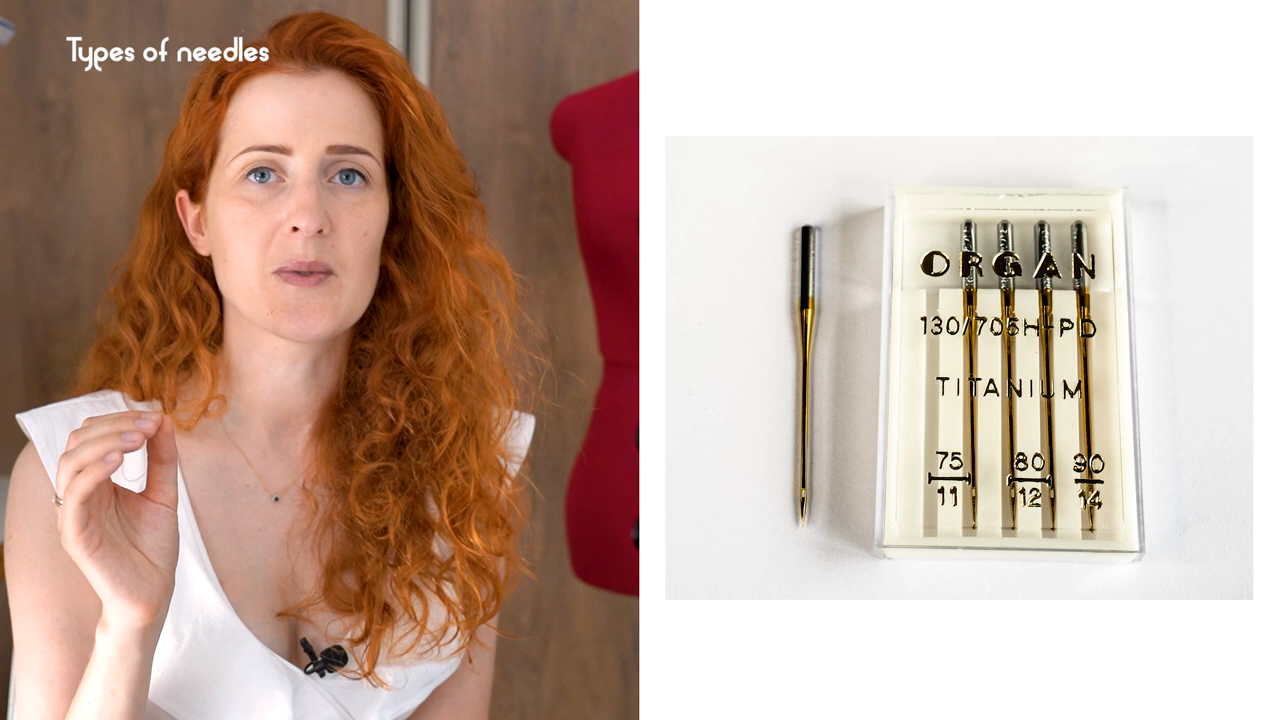 Types of needles
ORGAN
130/705H-PD
TITANIUM
75 80 90
11 12 14